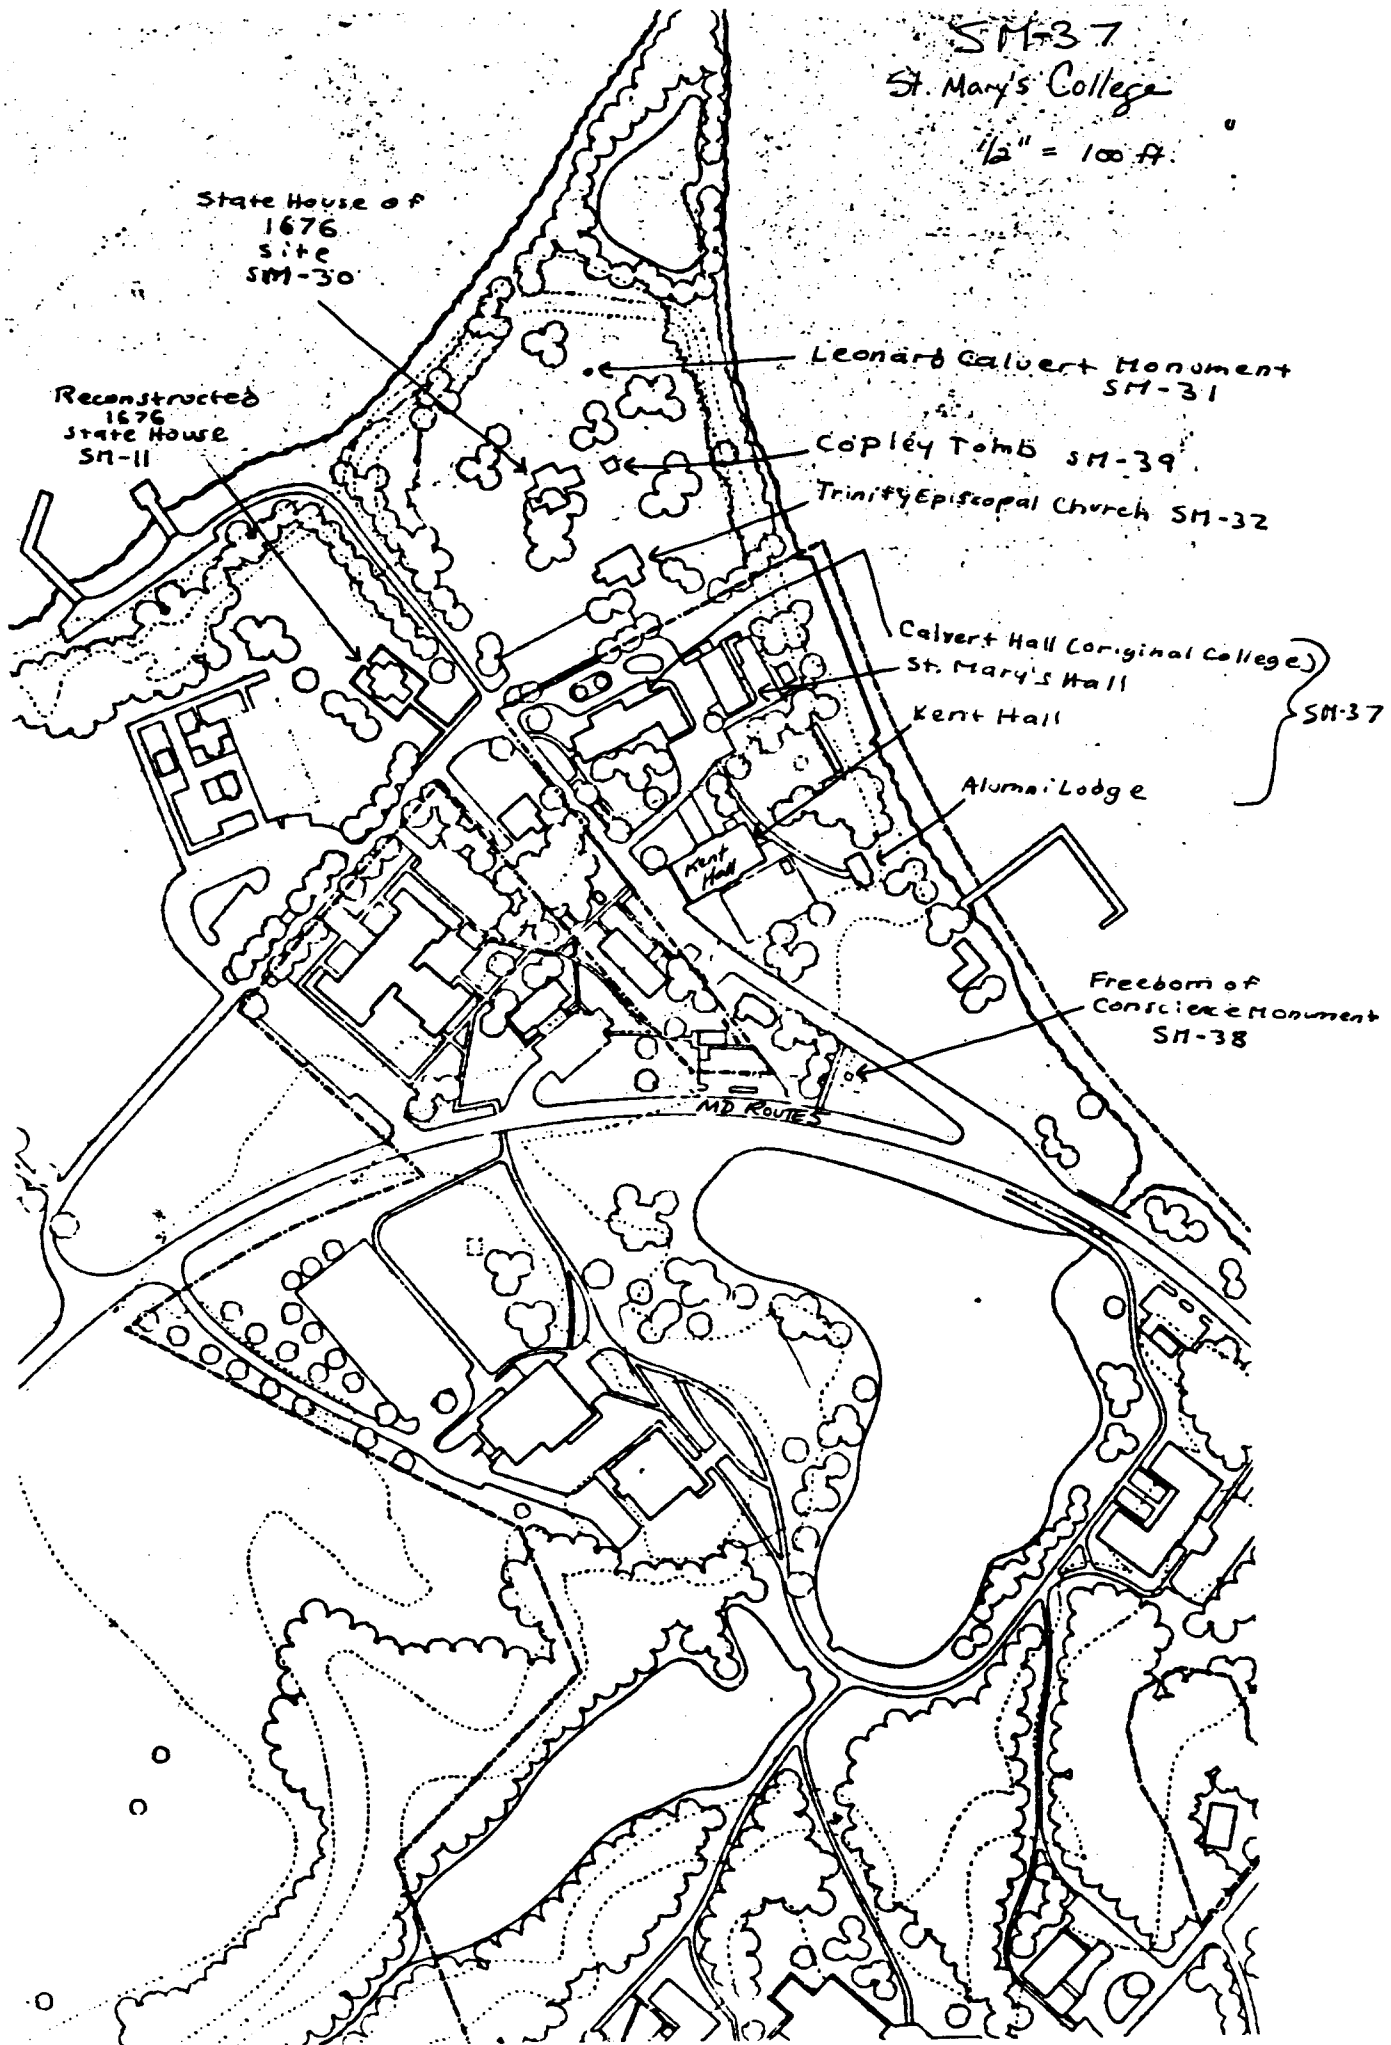 SM-37
St. Mary's College
1/2" = 100 ft.
State House of
1676
site
SM-30
Leonard Calvert Monument
SM-31
Reconstructed
1676
State House
SM-11
Copley Tomb SM-39
Trinity Episcopal Church SM-32
Calvert Hall (original College)
St. Mary's Hall
Kent Hall
SM-37
Alumni Lodge
Kent
Hall
Freedom of
Conscience Monument
SM-38
MD ROUTE 5